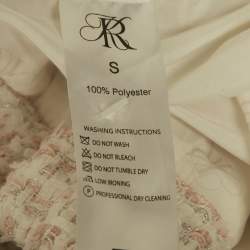 S
100% Polyester
WASHING INSTRUCTIONS
DO NOT WASH
DO NOT BLEACH
DO NOT TUMBLE DRY
LOW IRONING
PROFESSIONAL DRY CLEANING